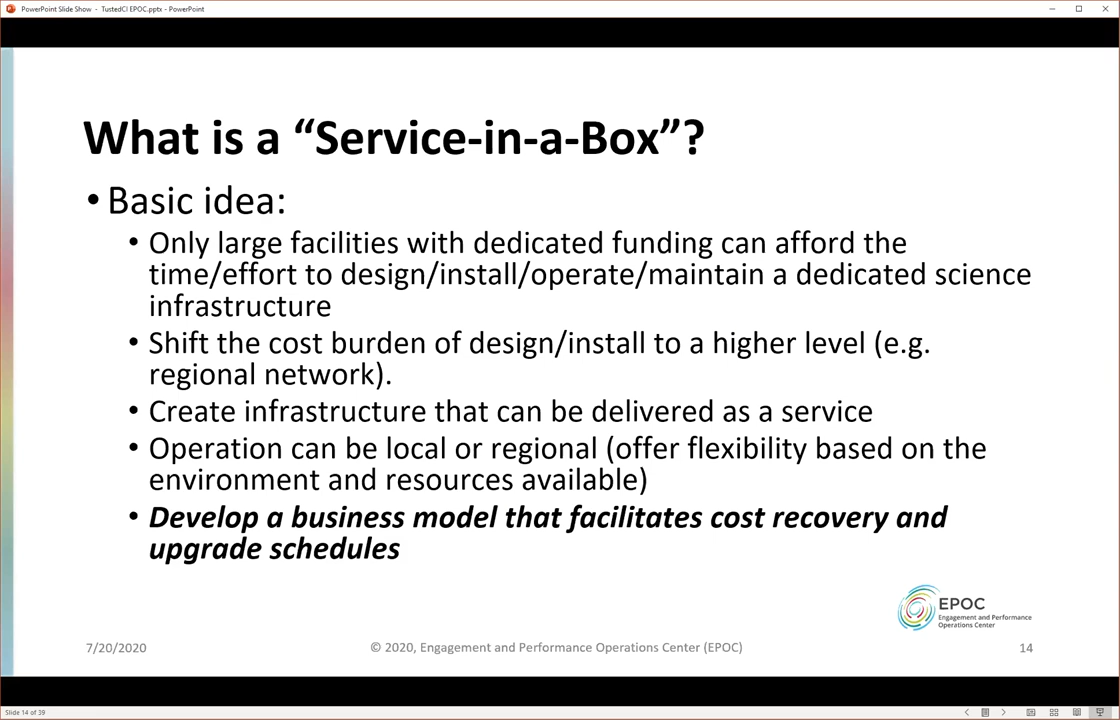 PowerPoint Slide Show - TustedCI EPOC.pptx - PowerPoint
What is a “Service-in-a-Box”?
• Basic idea:
• Only large facilities with dedicated funding can afford the
time/effort to design/install/operate/maintain a dedicated science
infrastructure
• Shift the cost burden of design/install to a higher level (e.g.
regional network).
• Create infrastructure that can be delivered as a service
• Operation can be local or regional (offer flexibility based on the
environment and resources available)
• Develop a business model that facilitates cost recovery and
upgrade schedules
EPOC
Engagement and Performance
Operations Center
7/20/2020
© 2020, Engagement and Performance Operations Center (EPOC)
14
Slide 14 of 39